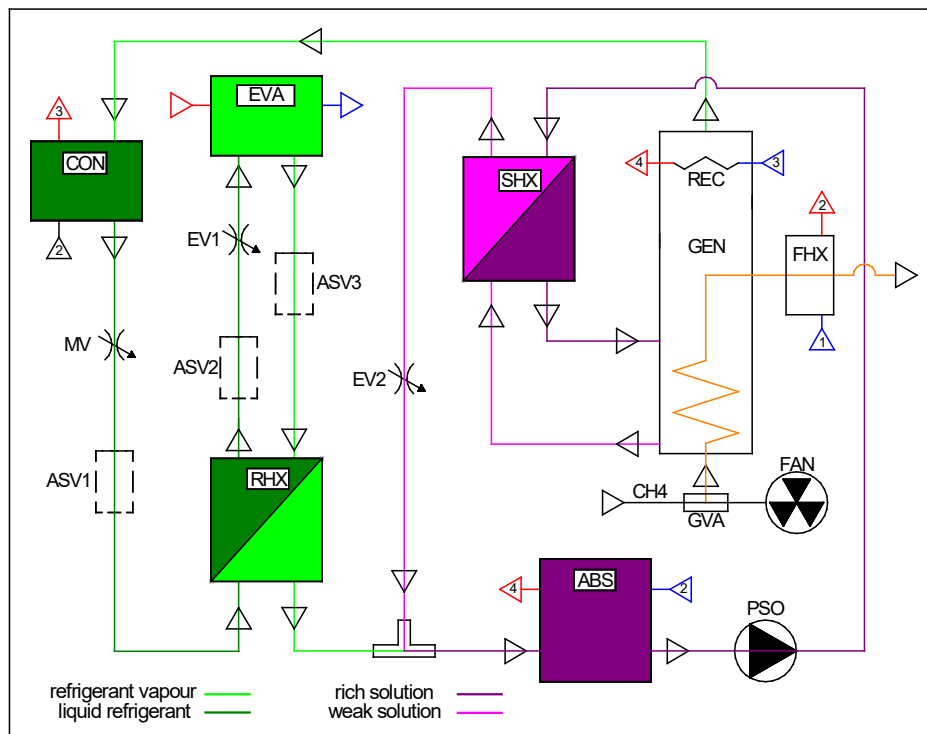 EVA
3
CON
SHX
4
3
REC
2
GEN
FHX
2
EV1
ASV3
1
MV
ASV2
EV2
ASV1
RHX
CH4
FAN
GVA
4
ABS
2
PSO
refrigerant vapour
liquid refrigerant
rich solution
weak solution